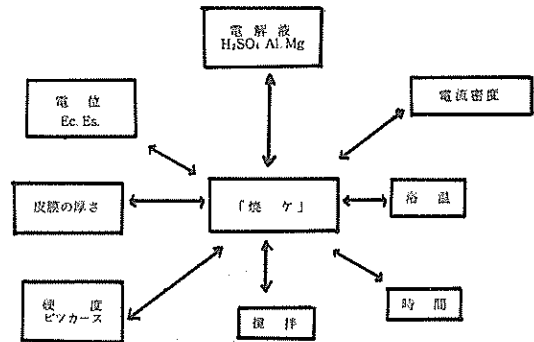 電解液
H₂SO₄ Al. Mg
電位
Ec. Es.
電流密度
皮膜の厚さ
「焼ケ」
浴温
硬度
ビツカース
攪拌
時間